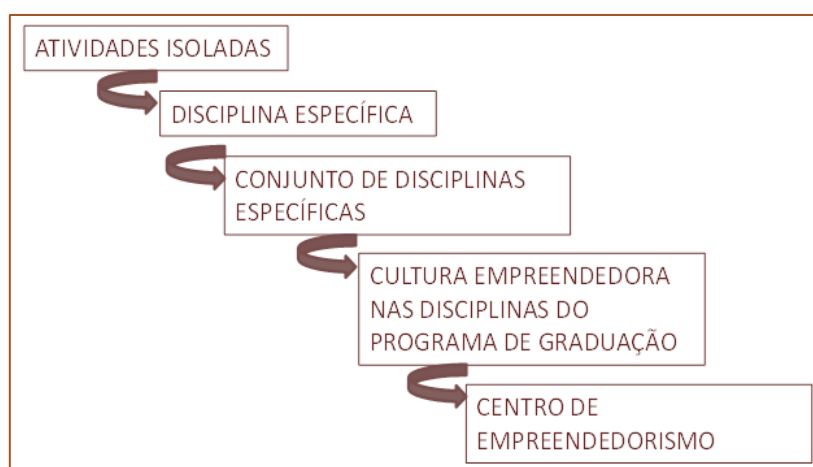 ATIVIDADES ISOLADAS
DISCIPLINA ESPECÍFICA
CONJUNTO DE DISCIPLINAS
ESPECÍFICAS
CULTURA EMPREENDEDORA
NAS DISCIPLINAS DO
PROGRAMA DE GRADUAÇÃO
CENTRO DE
EMPREENDEDORISMO